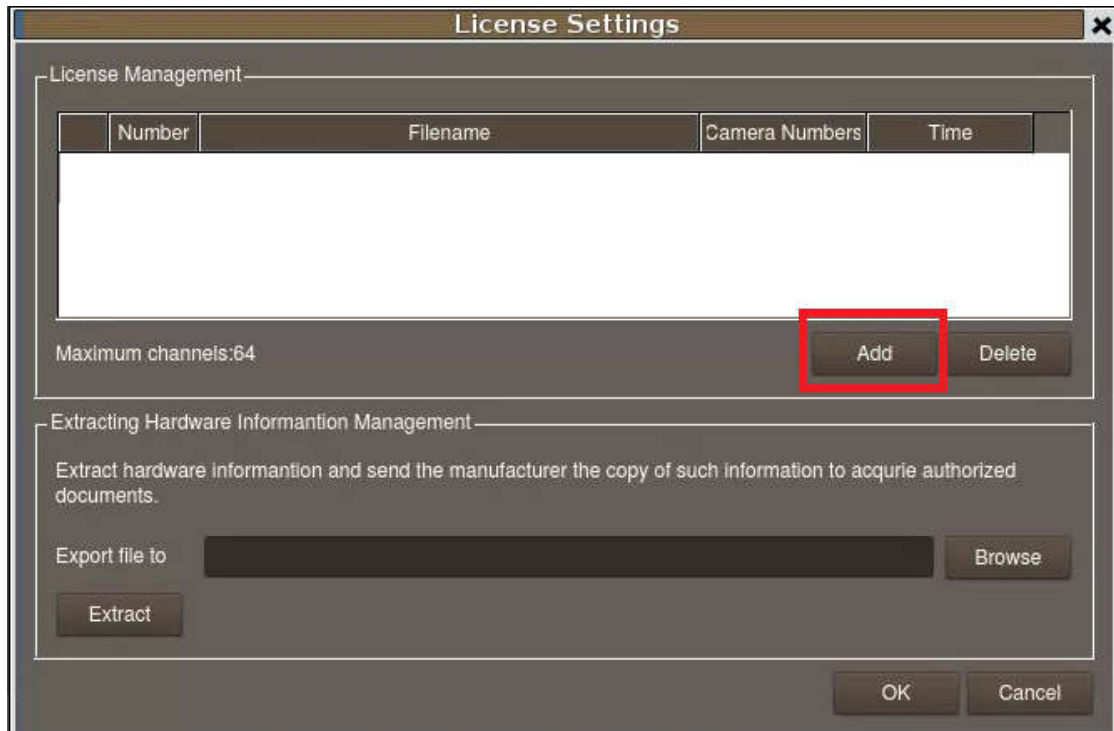 License Settings
License Management
Number Filename Camera Numbers Time
Maximum channels:64 Add Delete
Extracting Hardware Informantion Management
Extract hardware informantion and send the manufacturer the copy of such information to acqurie authorized
documents.
Export file to Browse
Extract
OK Cancel